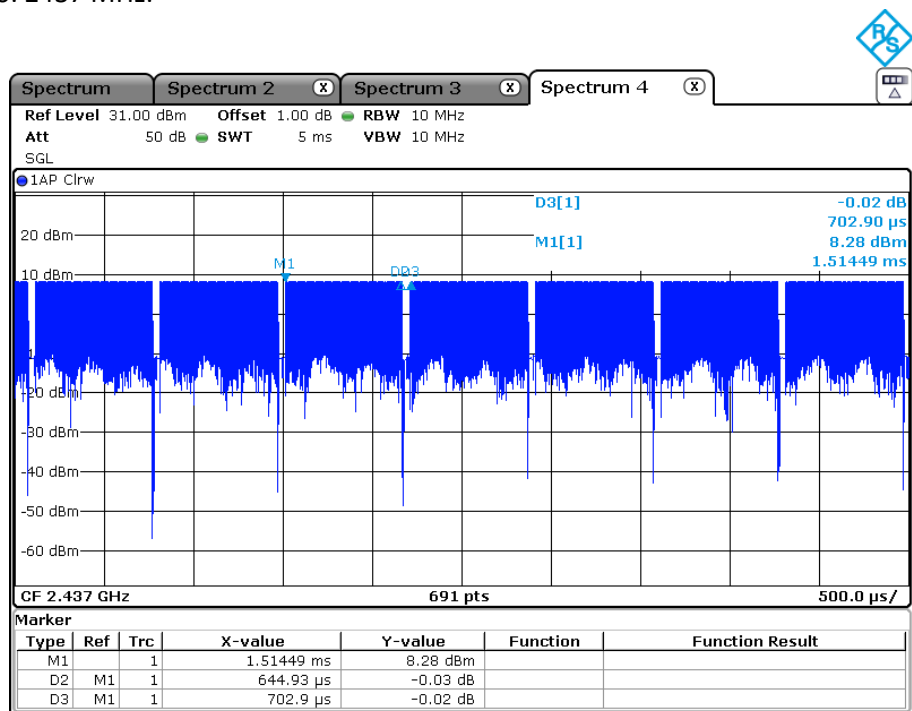 R&S
Spectrum Spectrum 2 X Spectrum 3 X Spectrum 4 X
Ref Level 31.00 dBm Offset 1.00 dB RBW 10 MHz
Att 50 dB SWT 5 ms VBW 10 MHz
SGL
1AP Clrw
D3[1] -0.02 dB
702.90 µs
20 dBm
M1[1] 8.28 dBm
1.51449 ms
M1
10 dBm
D3
-20 dBm
-30 dBm
-40 dBm
-50 dBm
-60 dBm
CF 2.437 GHz 691 pts 500.0 µs/
Marker
Type Ref Trc X-value Y-value Function Function Result
M1 1 1.51449 ms 8.28 dBm
D2 M1 1 644.93 µs -0.03 dB
D3 M1 1 702.9 µs -0.02 dB